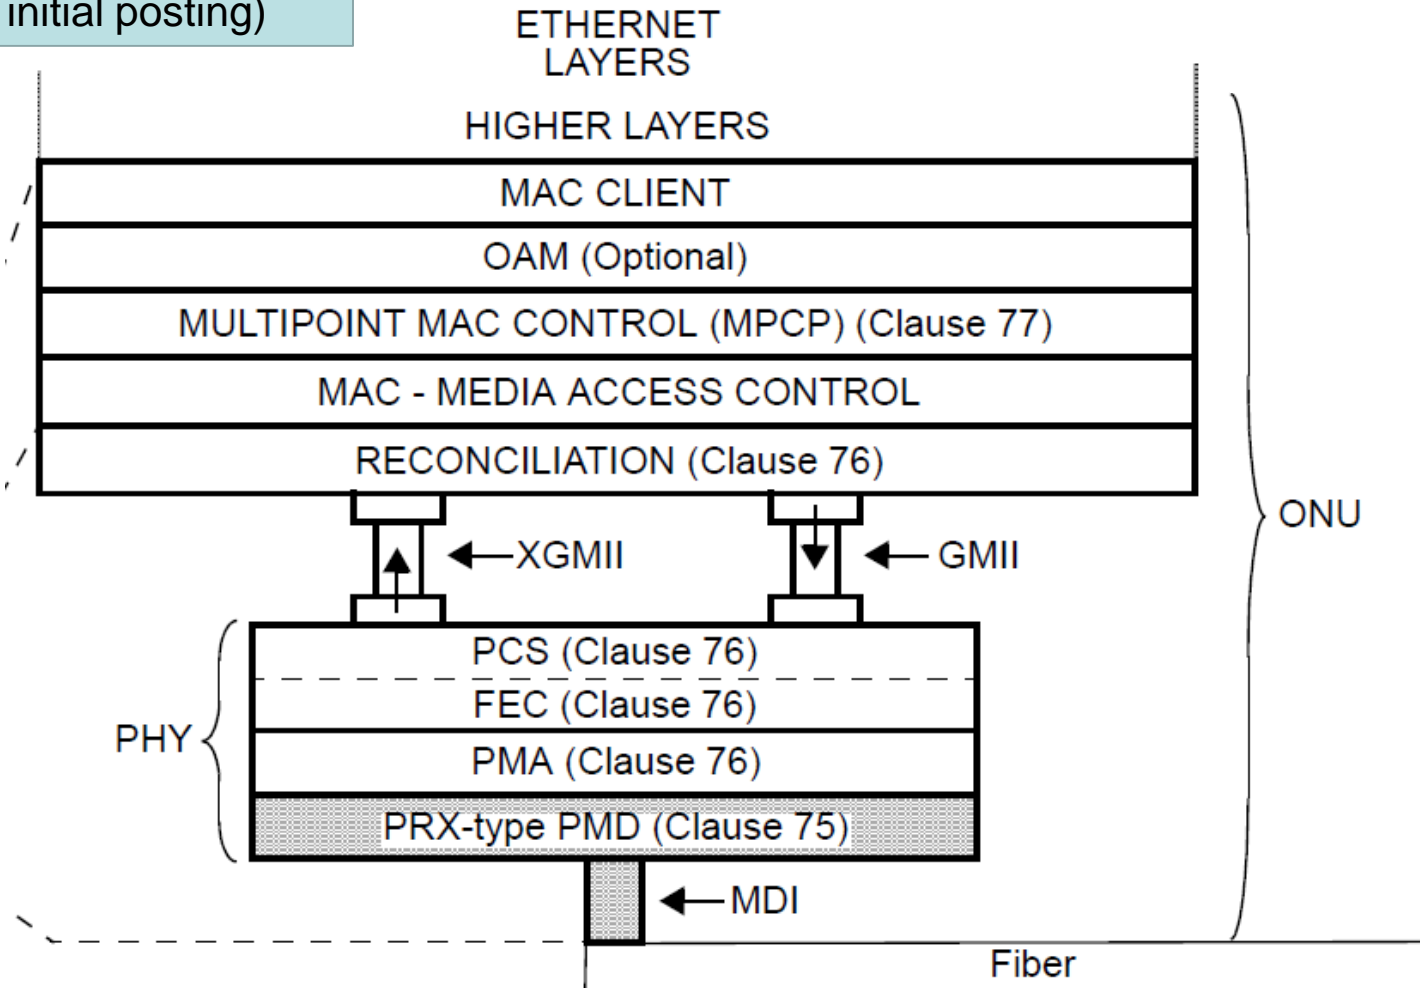 initial posting)
ETHERNET
LAYERS
HIGHER LAYERS
MAC CLIENT
OAM (Optional)
MULTIPOINT MAC CONTROL (MPCP) (Clause 77)
MAC - MEDIA ACCESS CONTROL
RECONCILIATION (Clause 76)
XGMII
GMII
ONU
PCS (Clause 76)
FEC (Clause 76)
PHY
PMA (Clause 76)
PRX-type PMD (Clause 75)
MDI
Fiber